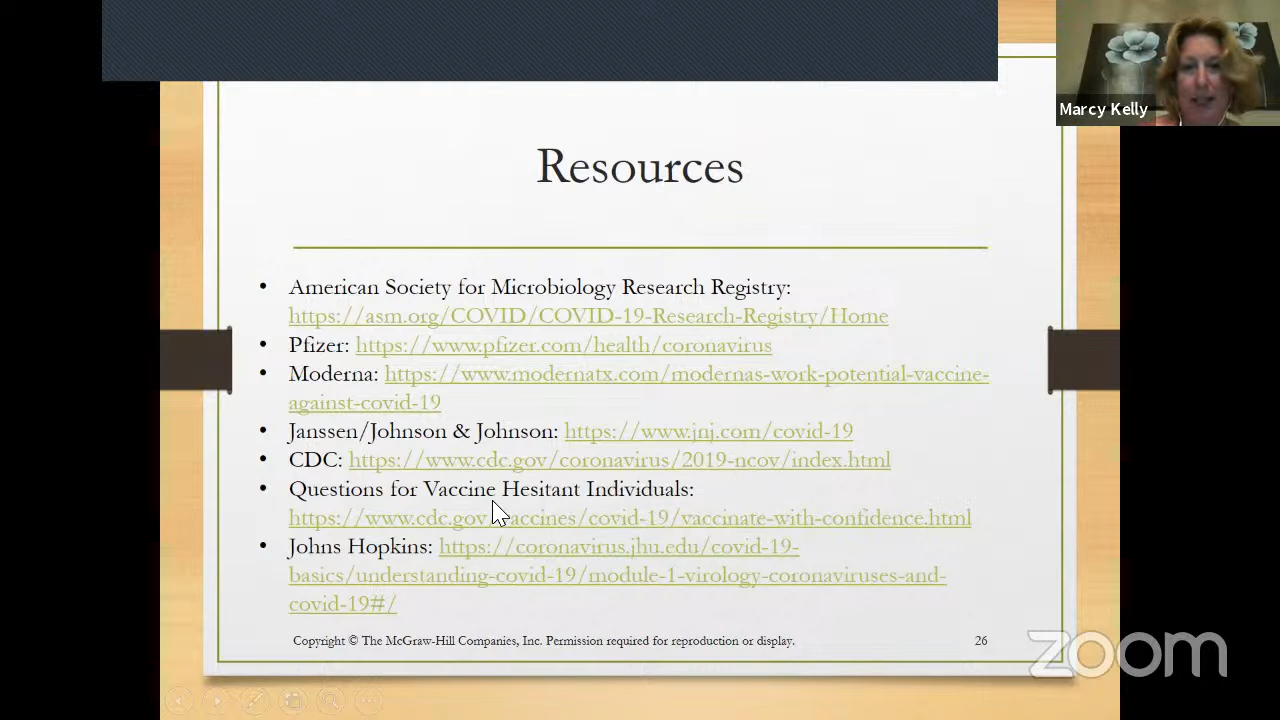 Marcy Kelly
Resources
• American Society for Microbiology Research Registry:
https://asm.org/COVID/COVID-19-Research-Registry/Home
• Pfizer: https://www.pfizer.com/health/coronavirus
• Moderna: https://www.modernatx.com/modernas-work-potential-vaccine-
against-covid-19
• Janssen/Johnson & Johnson: https://www.jnj.com/covid-19
• CDC: https://www.cdc.gov/coronavirus/2019-ncov/index.html
• Questions for Vaccine Hesitant Individuals:
https://www.cdc.gov/vaccines/covid-19/vaccinate-with-confidence.html
• Johns Hopkins: https://coronavirus.jhu.edu/covid-19-
basics/understanding-covid-19/module-1-virology-coronaviruses-and-
covid-19#/
Copyright © The McGraw-Hill Companies, Inc. Permission required for reproduction or display. 26
zoom